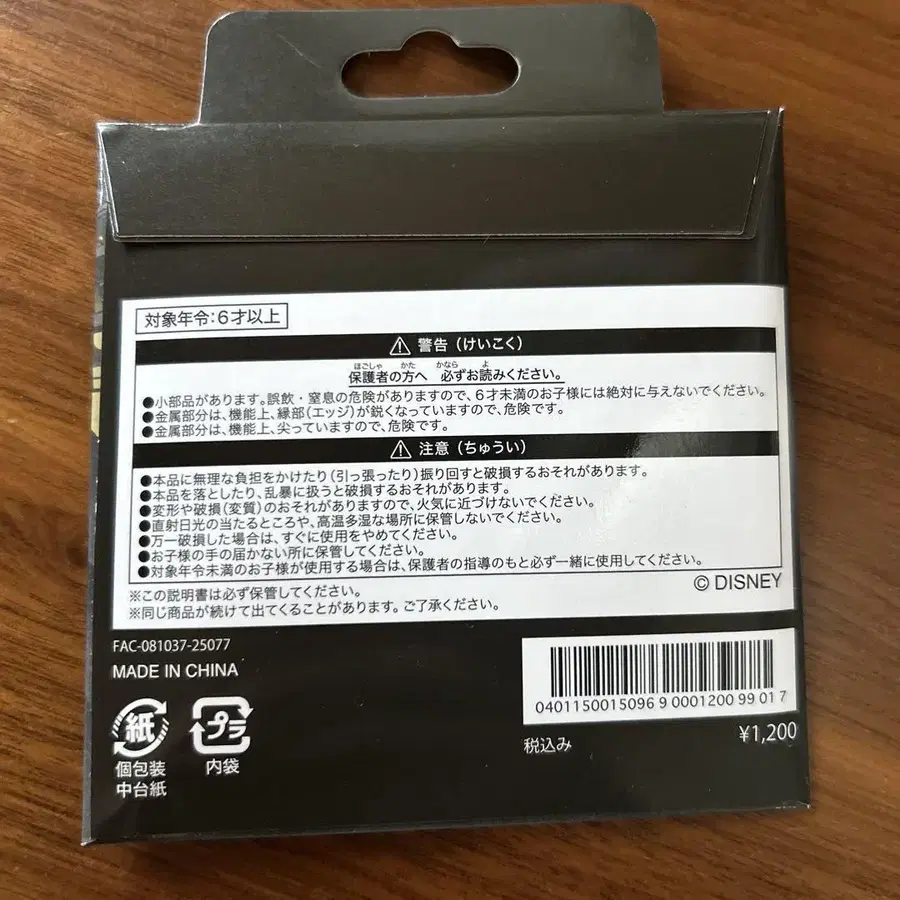 対象年令:6才以上
⚠ 警告(けいこく)
ほごしゃ かた かなら よ
保護者の方へ 必ずお読みください。
●小部品があります。誤飲・窒息の危険がありますので、6才未満のお子様には絶対に与えないでください。
●金属部分は、機能上、縁部(エッジ)が鋭くなっていますので、危険です。
●金属部分は、機能上、尖っていますので、危険です。
⚠ 注意(ちゅうい)
●本品に無理な負担をかけたり(引っ張ったり)振り回すと破損するおそれがあります。
●本品を落としたり、乱暴に扱うと破損するおそれがあります。
●変形や破損(変質)のおそれがありますので、火気に近づけないでください。
●直射日光の当たるところや、高温多湿な場所に保管しないでください。
●万一破損した場合は、すぐに使用をやめてください。
●お子様の手の届かない所に保管してください。
●対象年令未満のお子様が使用する場合は、保護者の指導のもと必ず一緒に使用してください。
© DISNEY
※この説明書は必ず保管してください。
※同じ商品が続けて出てくることがあります。ご了承ください。
FAC-081037-25077
MADE IN CHINA
0401150015096 9 0001200 99 01 7
税込み
¥1,200
紙
プラ
個包装
中台紙
内袋